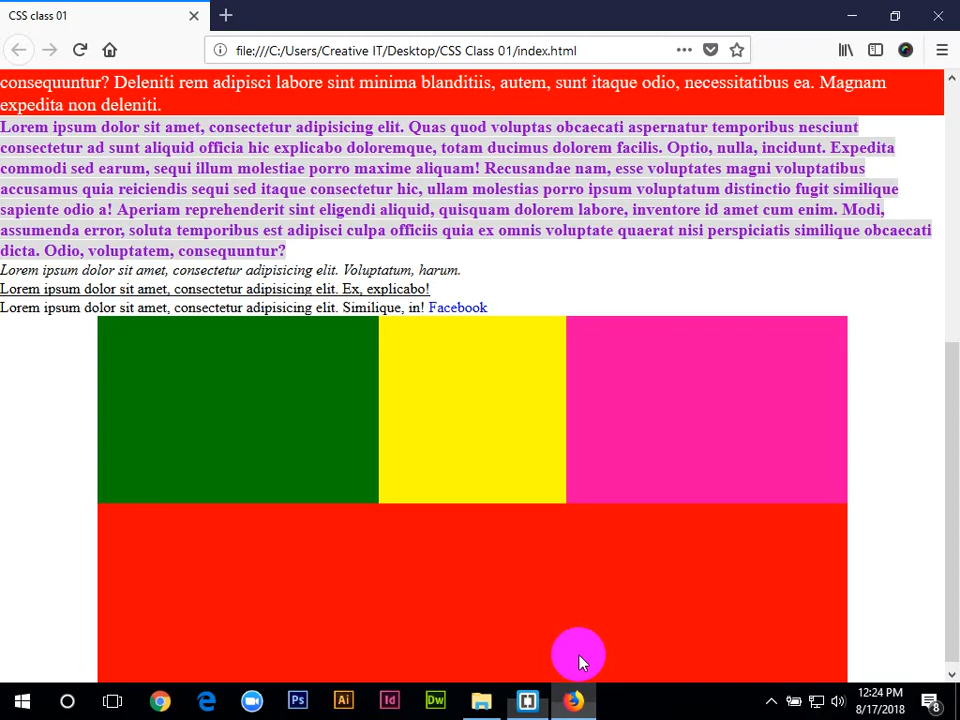 CSS class 01
file:///C:/Users/Creative IT/Desktop/CSS Class 01/index.html
consequuntur? Deleniti rem adipisci labore sint minima blanditiis, autem, sunt itaque odio, necessitatibus ea. Magnam
expedita non deleniti.
Lorem ipsum dolor sit amet, consectetur adipisicing elit. Quas quod voluptas obcaecati aspernatur temporibus nesciunt
consectetur ad sunt aliquid officia hic explicabo doloremque, totam ducimus dolorem facilis. Optio, nulla, incidunt. Expedita
commodi sed earum, sequi illum molestiae porro maxime aliquam! Recusandae nam, esse voluptates magni voluptatibus
accusamus quia reiciendis sequi sed itaque consectetur hic, ullam molestias porro ipsum voluptatum distinctio fugit similique
sapiente odio a! Aperiam reprehenderit sint eligendi aliquid, quisquam dolorem labore, inventore id amet cum enim. Modi,
assumenda error, soluta temporibus est adipisci culpa officiis quia ex omnis voluptate quaerat nisi perspiciatis similique obcaecati
dicta. Odio, voluptatem, consequuntur?
Lorem ipsum dolor sit amet, consectetur adipisicing elit. Voluptatum, harum.
Lorem ipsum dolor sit amet, consectetur adipisicing elit. Ex, explicabo!
Lorem ipsum dolor sit amet, consectetur adipisicing elit. Similique, in! Facebook
Ps
Ai
Id
Dw
12:24 PM
8/17/2018
8